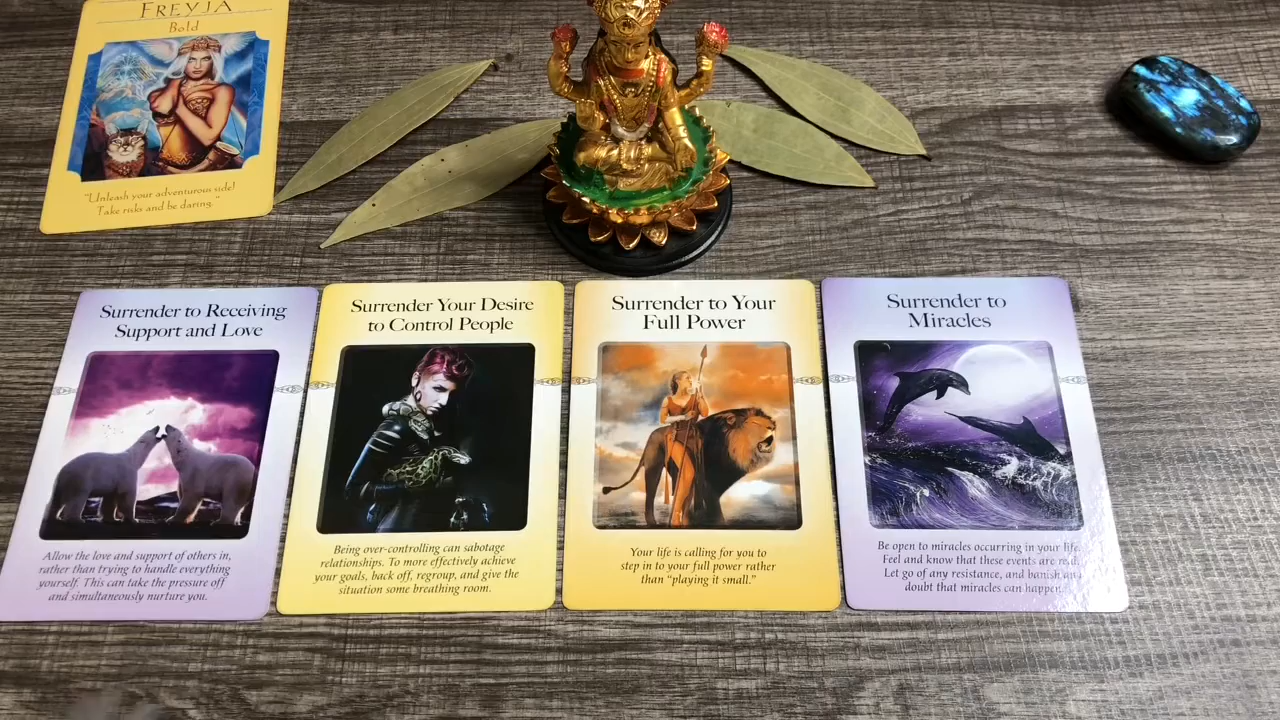 FREYJA
Bold
"Unleash your adventurous side!
Take risks and be daring."
Surrender to Receiving
Support and Love
Allow the love and support of others in,
rather than trying to handle everything
yourself. This can take the pressure off
and simultaneously nurture you.
Surrender Your Desire
to Control People
Being over-controlling can sabotage
relationships. To more effectively achieve
your goals, back off, regroup, and give the
situation some breathing room.
Surrender to Your
Full Power
Your life is calling for you to
step in to your full power rather
than "playing it small."
Surrender to
Miracles
Be open to miracles occurring in your life.
Feel and know that these events are real.
Let go of any resistance, and banish any
doubt that miracles can happen.